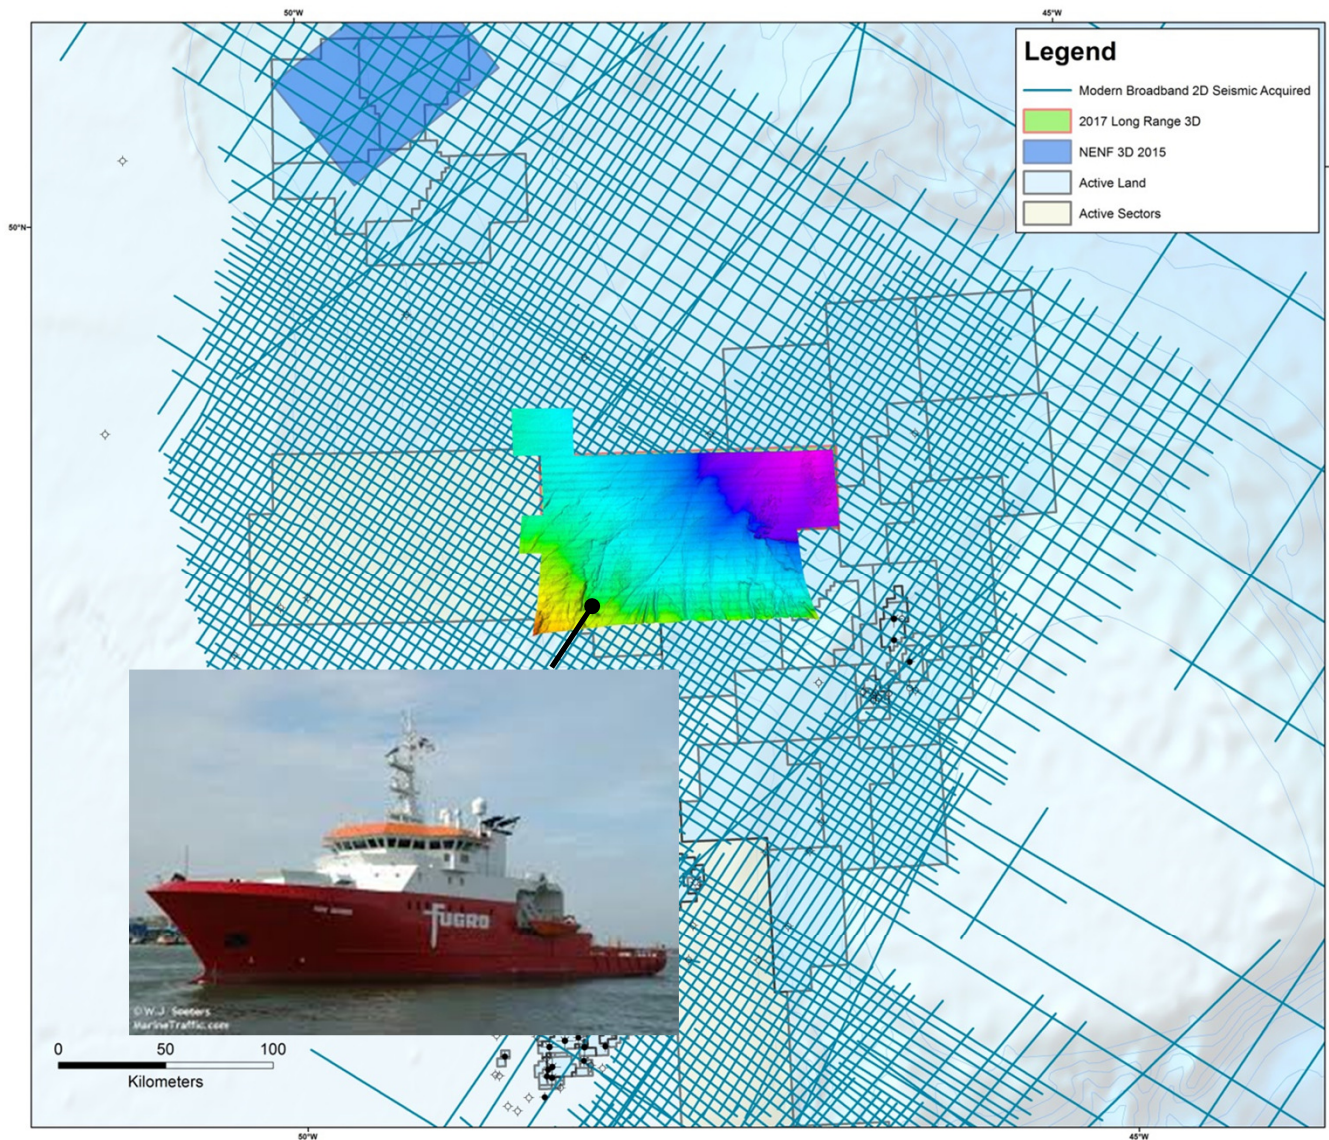 50°W
45°W
Legend
Modern Broadband 2D Seismic Acquired
2017 Long Range 3D
NENF 3D 2015
Active Land
Active Sectors
50°N
FUGRO
©W.J. Seeters
MarineTraffic.com
0 50 100
Kilometers
50°W
45°W